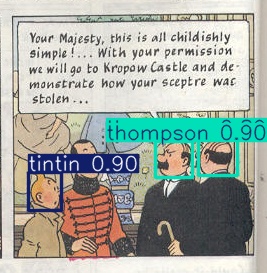 Your Majesty, this is all childishly
simple!... With your permission
we will go to Kropow Castle and de-
monstrate how your sceptre was
stolen...
thompson 0.90
tintin 0.90